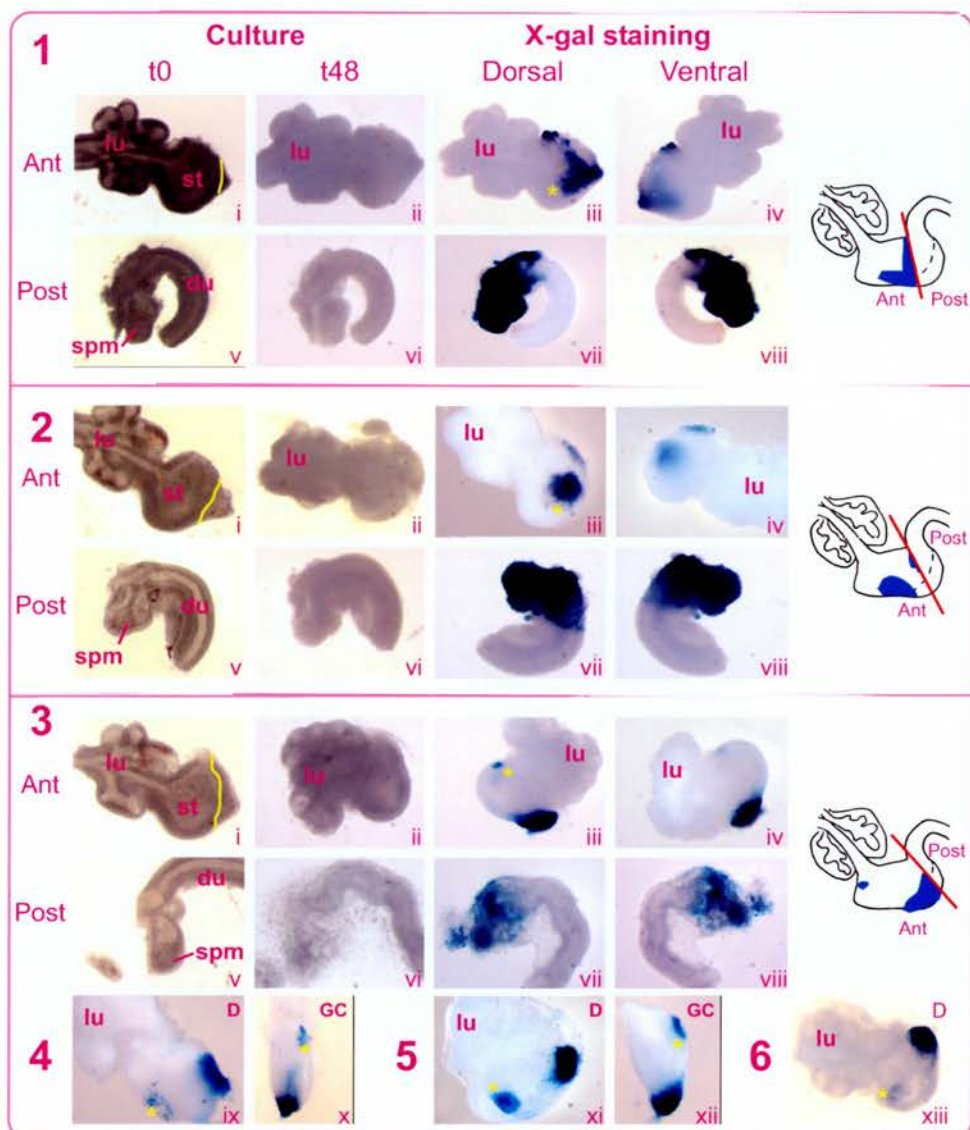 1 Culture X-gal staining
t0 t48 Dorsal Ventral
Ant lu st i lu ii lu * iii lu iv
Ant Post
Post spm du v vi vii viii
2
Ant lu st i lu ii lu * iii lu iv
Post
Ant
Post spm du v vi vii viii
3
Ant lu st i lu ii lu * iii lu iv
Post
Ant
Post du spm v vi vii viii
4 lu D * ix GC * x 5 lu D * xi GC * xii 6 lu D * xiii